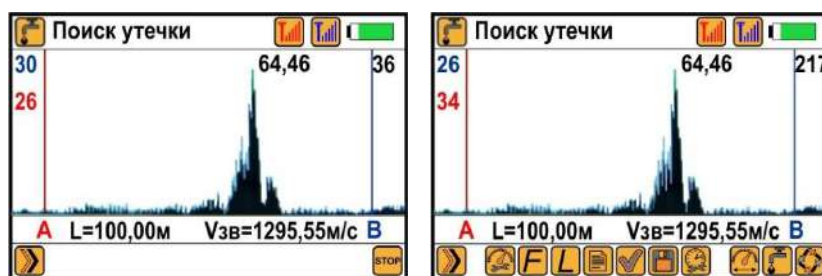 Поиск утечки
30 64,46 36
26
A L=100,00м Vзв=1295,55м/с B
STOP
Поиск утечки
26 64,46 217
34
A L=100,00м Vзв=1295,55м/с B
F L